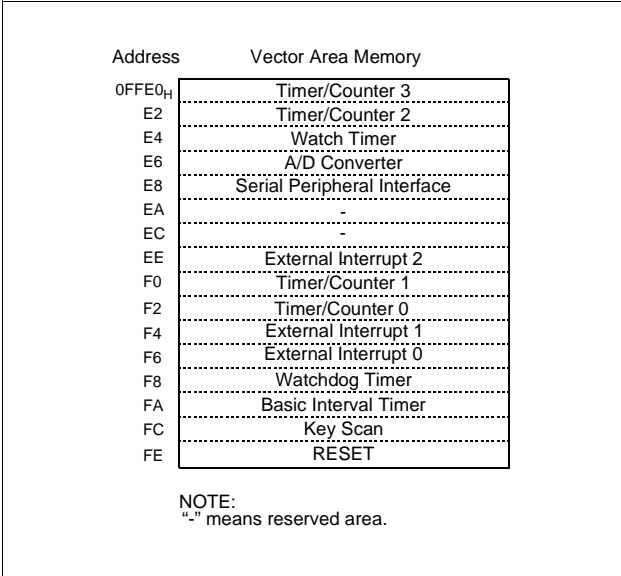 Address Vector Area Memory
0FFE0H Timer/Counter 3
E2 Timer/Counter 2
E4 Watch Timer
E6 A/D Converter
E8 Serial Peripheral Interface
EA -
EC -
EE External Interrupt 2
F0 Timer/Counter 1
F2 Timer/Counter 0
F4 External Interrupt 1
F6 External Interrupt 0
F8 Watchdog Timer
FA Basic Interval Timer
FC Key Scan
FE RESET
NOTE:
“-” means reserved area.